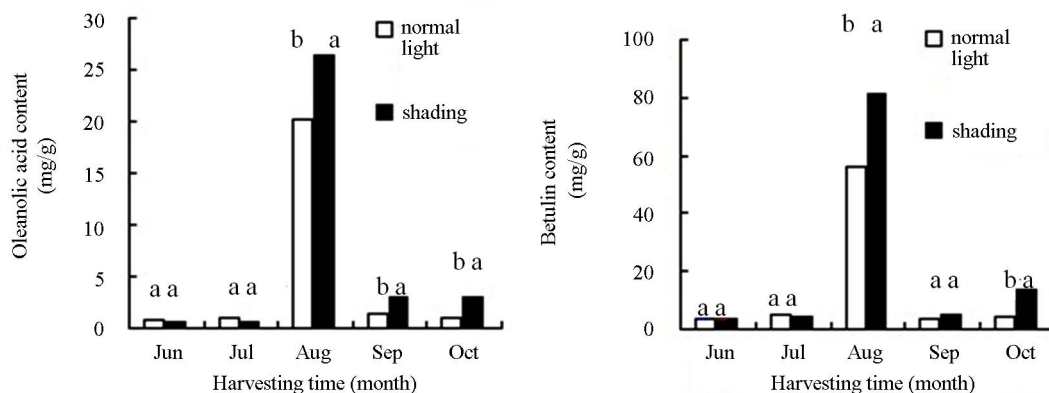 Oleanolic acid content
(mg/g)
30
25
20
15
10
5
0
normal
light
shading
a a
a a
b a
b a
b a
Jun Jul Aug Sep Oct
Harvesting time (month)
Betulin content
(mg/g)
100
80
60
40
20
0
normal
light
shading
a a
a a
b a
a a
b a
Jun Jul Aug Sep Oct
Harvesting time (month)